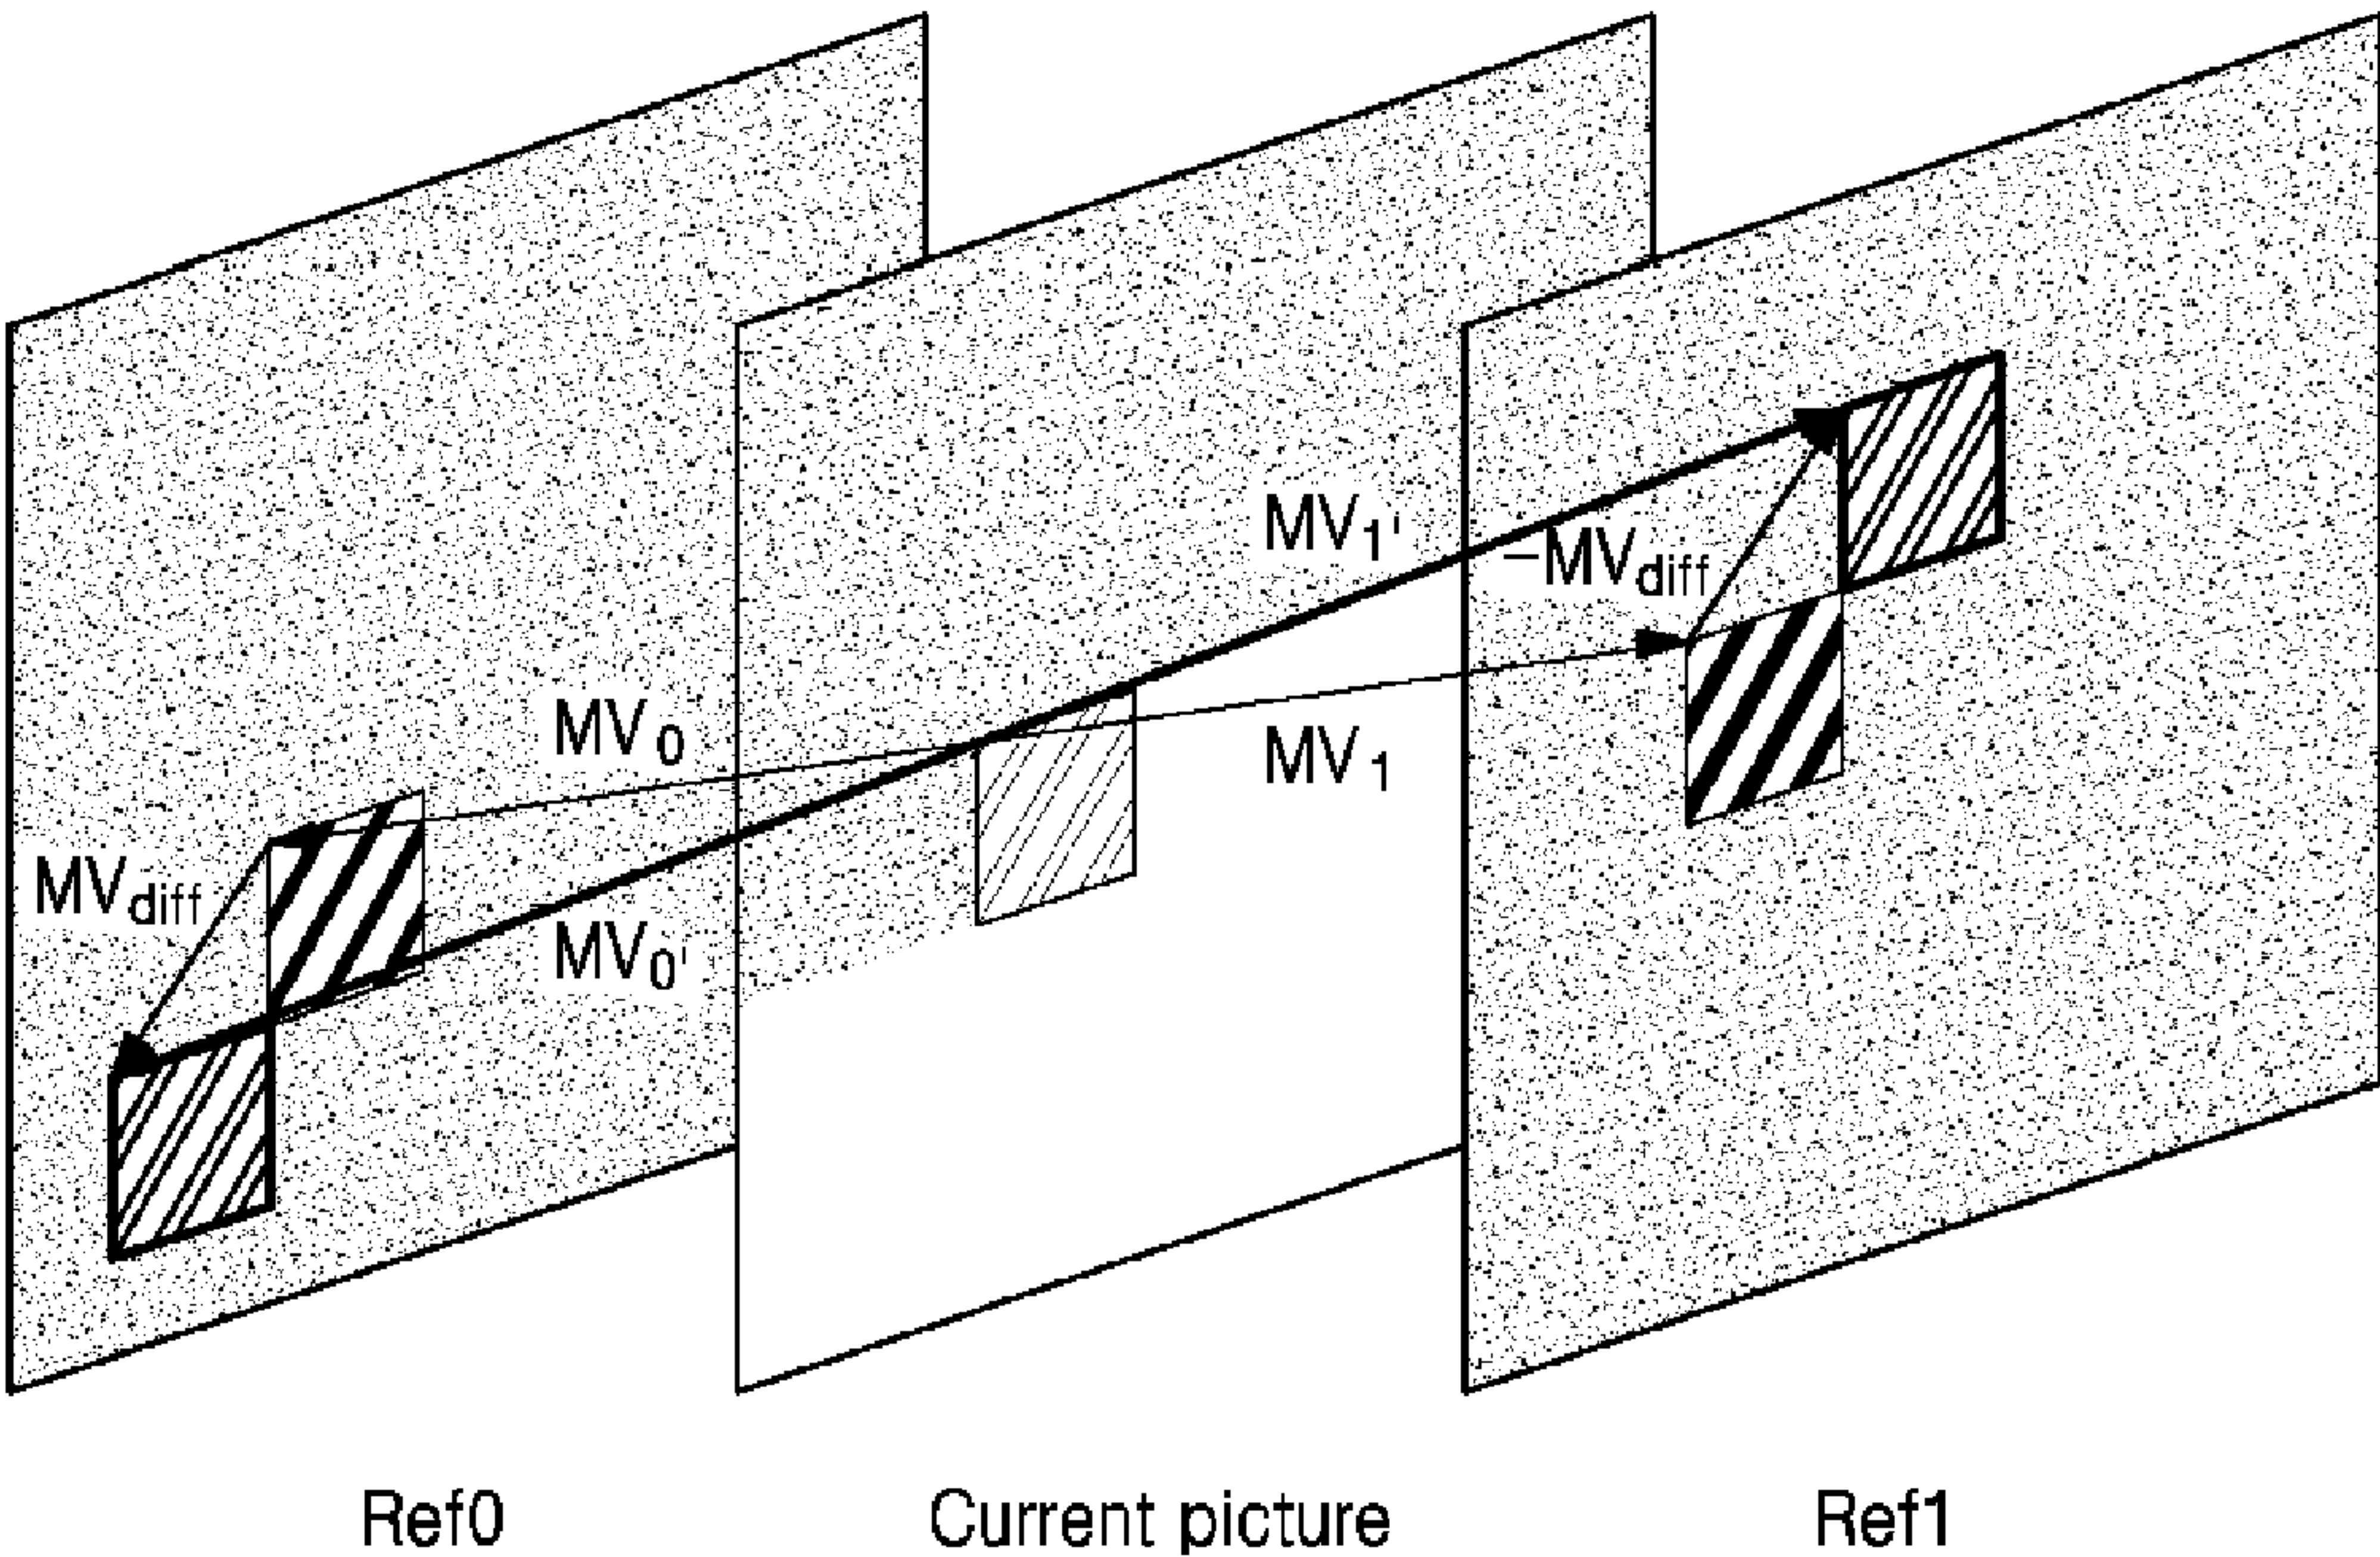 MV1'
−MVdiff
MV0
MV1
MVdiff
MV0'
Ref0
Current picture
Ref1